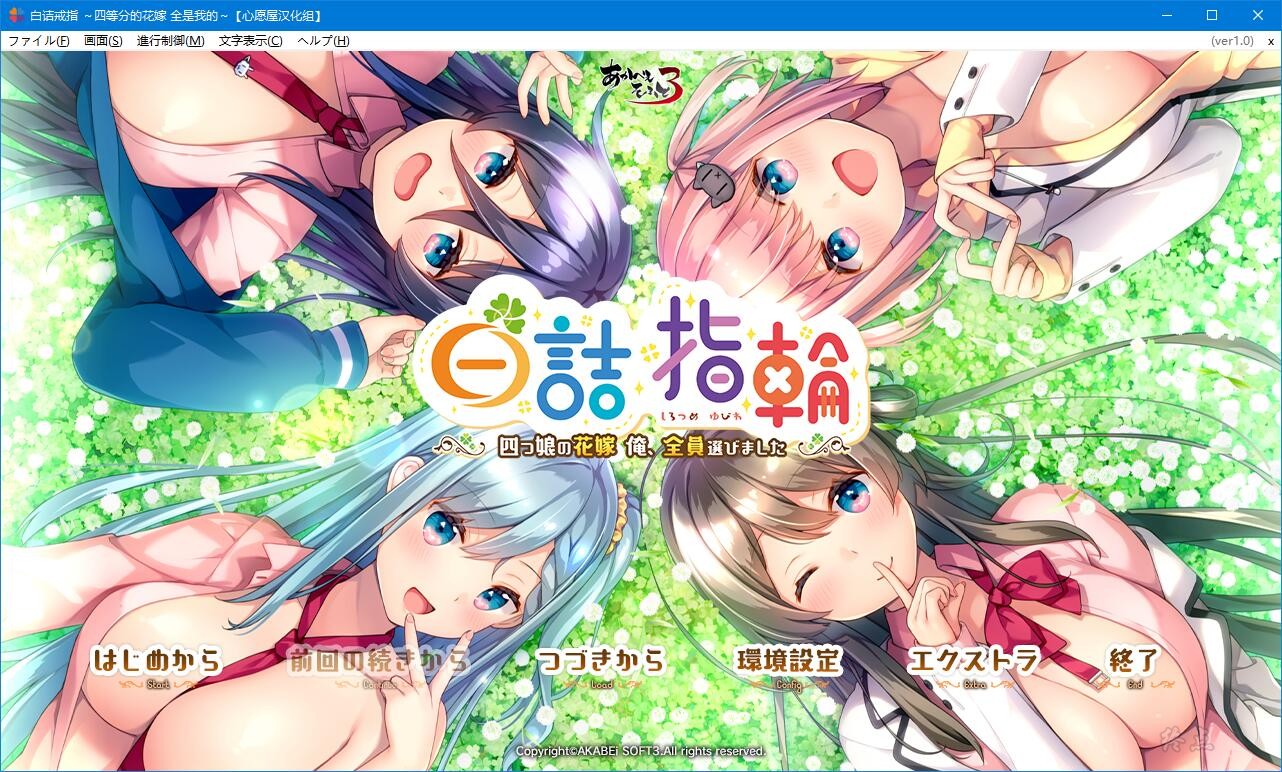 白诘戒指 ～四等分的花嫁 全是我的～【心愿屋汉化组】
ファイル(F) 画面(S) 進行制御(M) 文字表示(C) ヘルプ(H) (ver1.0) x
あかべぇそふと3
白詰指輪
しろつめ ゆびわ
四つ娘の花嫁 俺、全員選びました
はじめから 前回の続きから つづきから 環境設定 エクストラ 終了
Start Continue Load Config Extra End
Copyright©AKABEi SOFT3.All rights reserved.